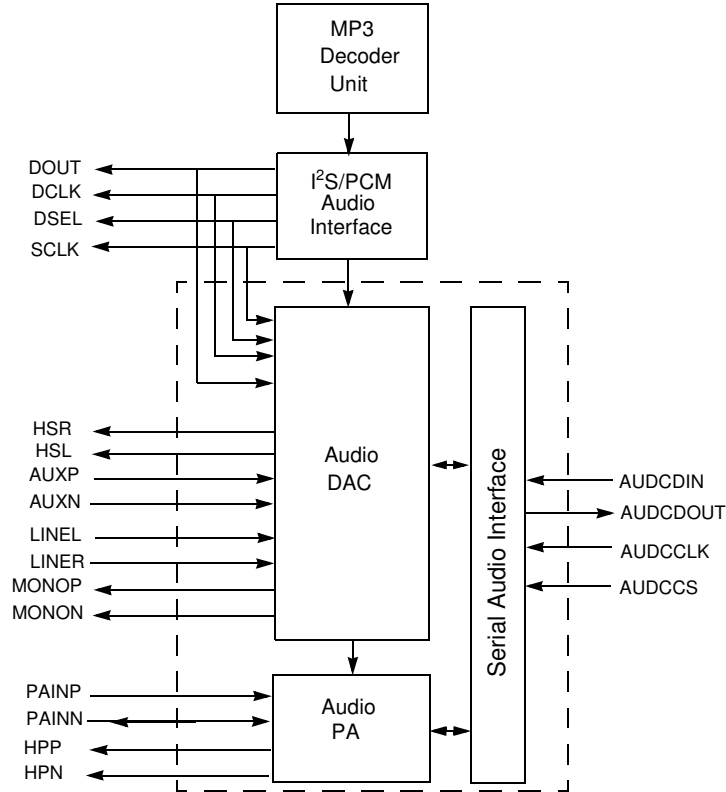 MP3
Decoder
Unit
I²S/PCM
Audio
Interface
DOUT
DCLK
DSEL
SCLK
HSR
HSL
AUXP
AUXN
LINEL
LINER
MONOP
MONON
Audio
DAC
Serial Audio Interface
AUDCDIN
AUDCDOUT
AUDCCLK
AUDCCS
PAINP
PAINN
HPP
HPN
Audio
PA